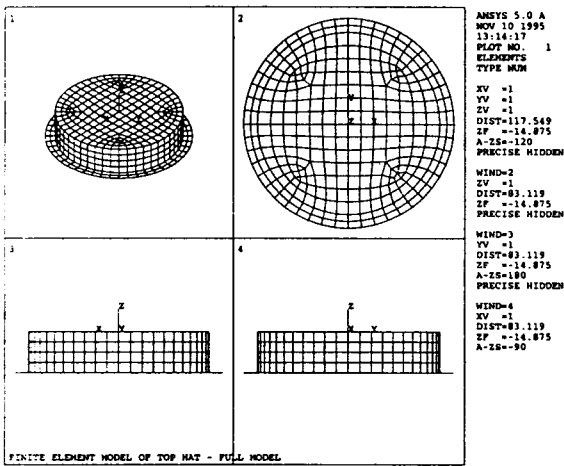 1
2
ANSYS 5.0 A
NOV 10 1995
13:14:17
PLOT NO. 1
ELEMENTS
TYPE NUM
XV =1
YV =1
ZV =1
DIST=117.549
ZF =-14.875
A-ZS=-120
PRECISE HIDDEN
WIND=2
ZV =1
DIST=83.119
ZF =-14.875
PRECISE HIDDEN
WIND=3
YV =1
DIST=83.119
ZF =-14.875
A-ZS=180
PRECISE HIDDEN
WIND=4
XV =1
DIST=83.119
ZF =-14.875
A-ZS=-90
Y
Z X
3
4
Z
X Y
Z
X Y
FINITE ELEMENT MODEL OF TOP HAT - FULL MODEL